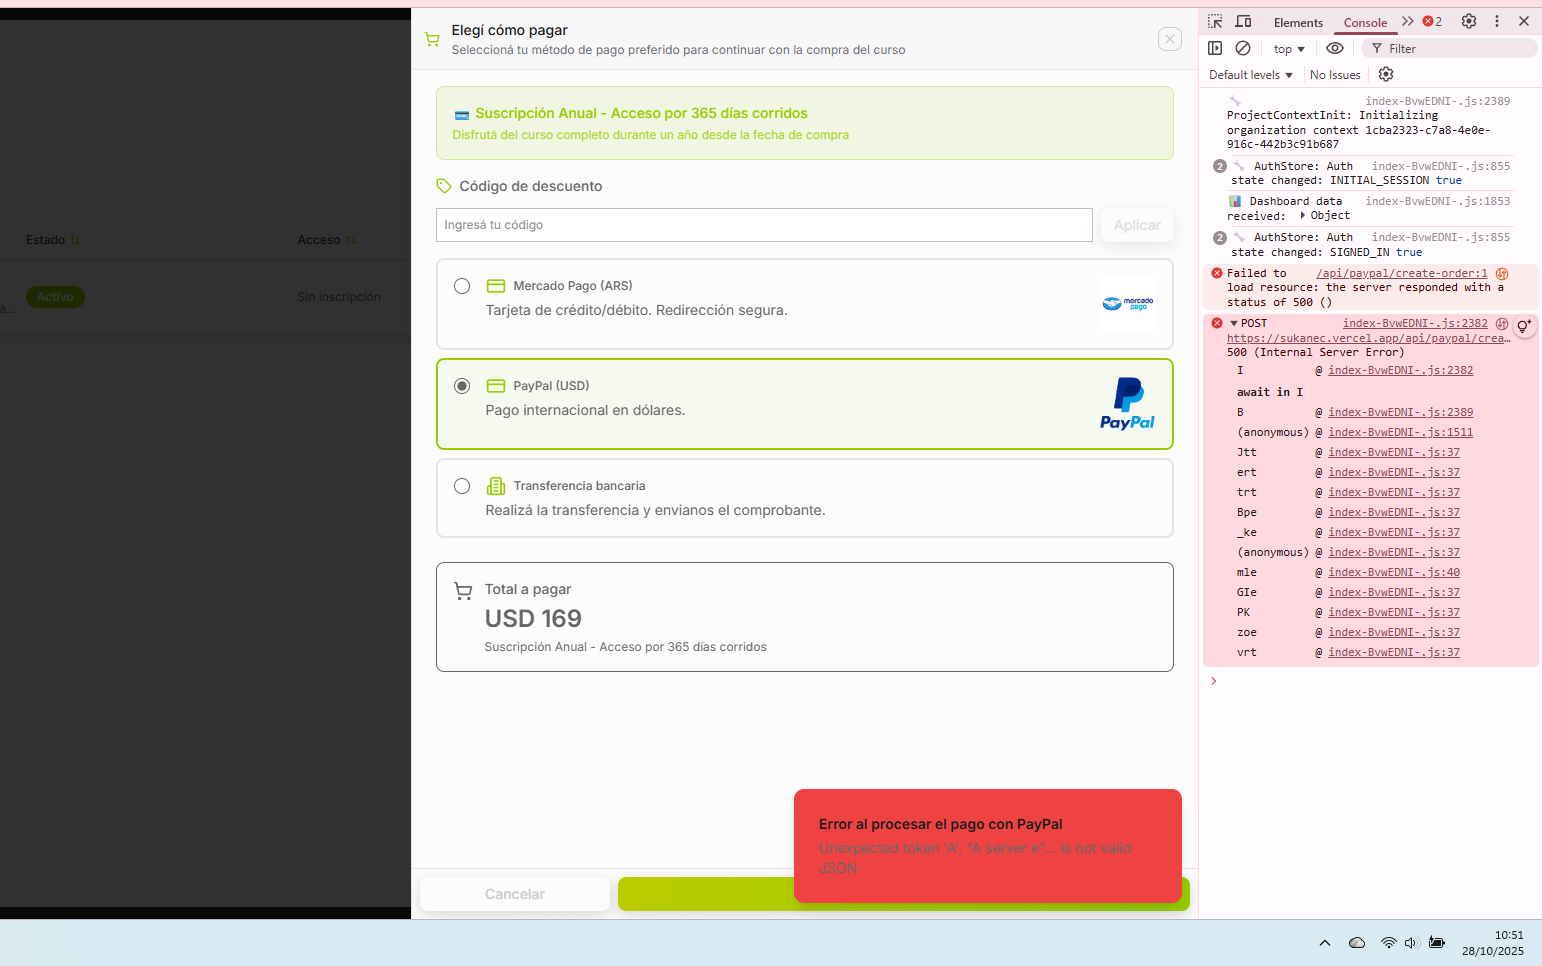 Elegí cómo pagar
Seleccioná tu método de pago preferido para continuar con la compra del curso
Suscripción Anual - Acceso por 365 días corridos
Disfrutá del curso completo durante un año desde la fecha de compra
Código de descuento
Ingresá tu código
Aplicar
Estado
Acceso
Activo
Sin inscripción
á...
Mercado Pago (ARS)
Tarjeta de crédito/débito. Redirección segura.
mercado
pago
PayPal (USD)
Pago internacional en dólares.
PayPal
Transferencia bancaria
Realizá la transferencia y envianos el comprobante.
Total a pagar
USD 169
Suscripción Anual - Acceso por 365 días corridos
Error al procesar el pago con PayPal
Unexpected token 'A', "A server e"... is not valid
JSON
Cancelar
Elements
Console
2
top
Filter
Default levels
No Issues
index-BvwEDNI-.js:2389
ProjectContextInit: Initializing
organization context 1cba2323-c7a8-4e0e-
916c-442b3c91b687
2 AuthStore: Auth index-BvwEDNI-.js:855
state changed: INITIAL_SESSION true
Dashboard data index-BvwEDNI-.js:1853
received: Object
2 AuthStore: Auth index-BvwEDNI-.js:855
state changed: SIGNED_IN true
Failed to /api/paypal/create-order:1
load resource: the server responded with a
status of 500 ()
POST index-BvwEDNI-.js:2382
https://sukanec.vercel.app/api/paypal/crea…
500 (Internal Server Error)
I @ index-BvwEDNI-.js:2382
await in I
B @ index-BvwEDNI-.js:2389
(anonymous) @ index-BvwEDNI-.js:1511
Jtt @ index-BvwEDNI-.js:37
ert @ index-BvwEDNI-.js:37
trt @ index-BvwEDNI-.js:37
Bpe @ index-BvwEDNI-.js:37
_ke @ index-BvwEDNI-.js:37
(anonymous) @ index-BvwEDNI-.js:37
mle @ index-BvwEDNI-.js:40
GIe @ index-BvwEDNI-.js:37
PK @ index-BvwEDNI-.js:37
zoe @ index-BvwEDNI-.js:37
vrt @ index-BvwEDNI-.js:37
10:51
28/10/2025